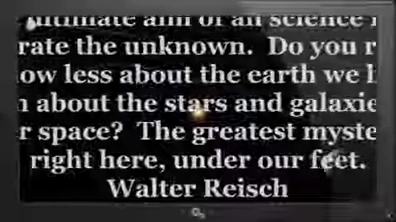 ultimate aim of all science
rate the unknown. Do you
ow less about the earth we
about the stars and galaxie
r space? The greatest myste
right here, under our feet.
Walter Reisch